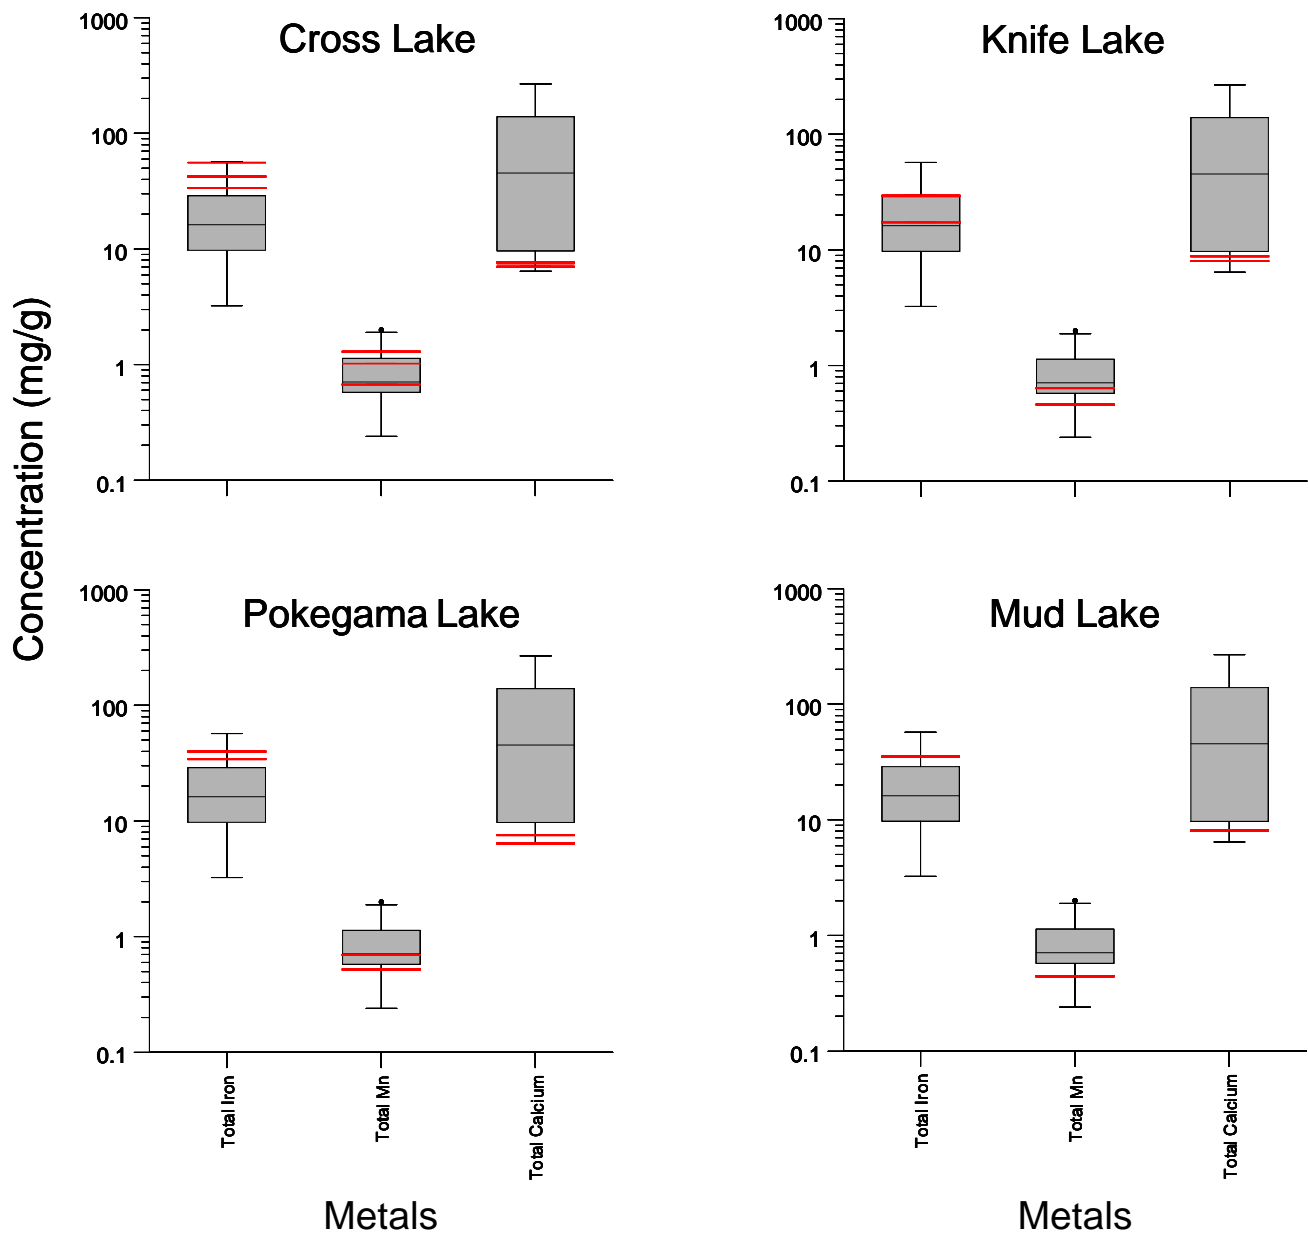 Concentration (mg/g)
Cross Lake
1000
100
10
1
0.1
Knife Lake
1000
100
10
1
0.1
Pokegama Lake
1000
100
10
1
0.1
Total Iron
Total Mn
Total Calcium
Metals
Mud Lake
1000
100
10
1
0.1
Total Iron
Total Mn
Total Calcium
Metals